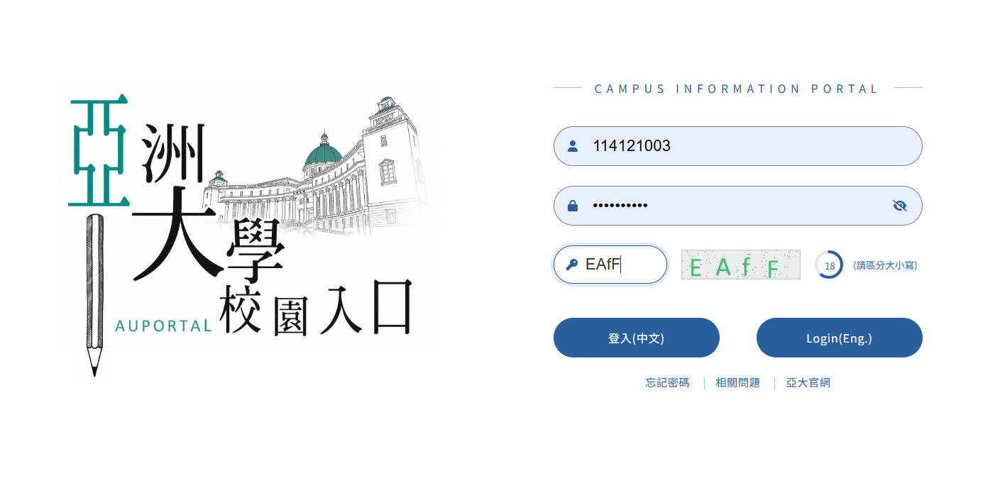 亞洲
大學
校園入口
AUPORTAL
CAMPUS INFORMATION PORTAL
114121003
••••••••••
EAfF
EAfF
18
(請區分大小寫)
登入(中文)
Login(Eng.)
忘記密碼 | 相關問題 | 亞大官網